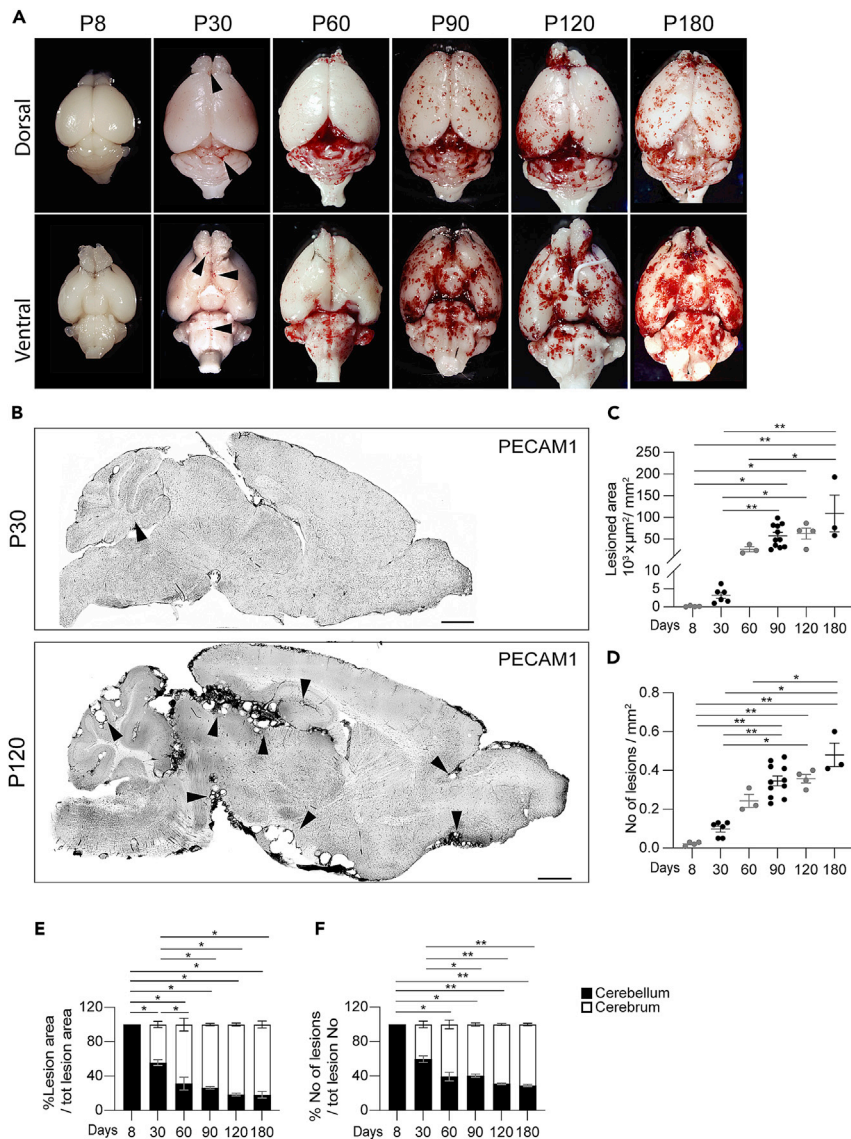 A
P8 P30 P60 P90 P120 P180
Dorsal
Ventral
B
PECAM1
P30
PECAM1
P120
C
**
**
*
*
*
*
**
Lesioned area
10³ x µm²/ mm²
250
200
150
100
50
10
5
0
Days 8 30 60 90 120 180
D
*
*
**
**
**
**
*
No of lesions / mm²
0.8
0.6
0.4
0.2
0.0
Days 8 30 60 90 120 180
E
*
*
*
*
*
*
*
* *
%Lesion area
/ tot lesion area
120
80
40
0
Days 8 30 60 90 120 180
F
**
**
*
**
**
*
*
% No of lesions
/ tot lesion No
120
80
40
0
Days 8 30 60 90 120 180
Cerebellum
Cerebrum